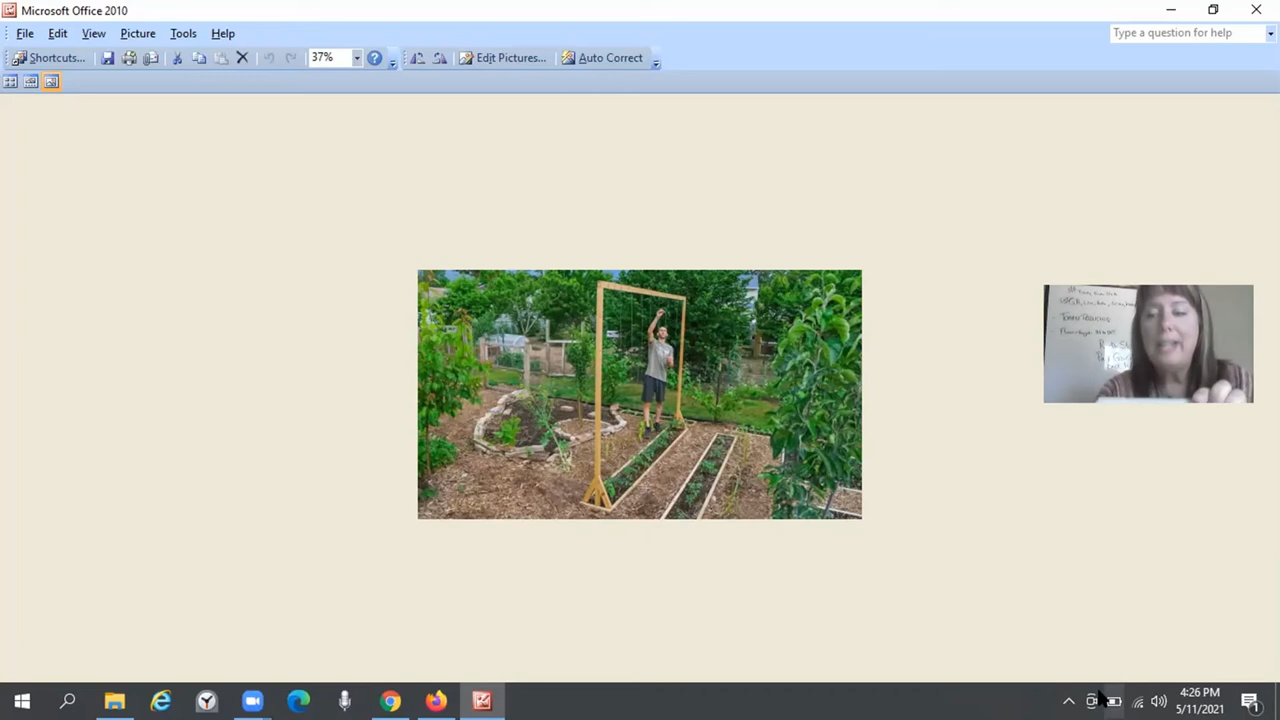 Microsoft Office 2010
File Edit View Picture Tools Help
Type a question for help
Shortcuts... 37% Edit Pictures... Auto Correct
4:26 PM
5/11/2021